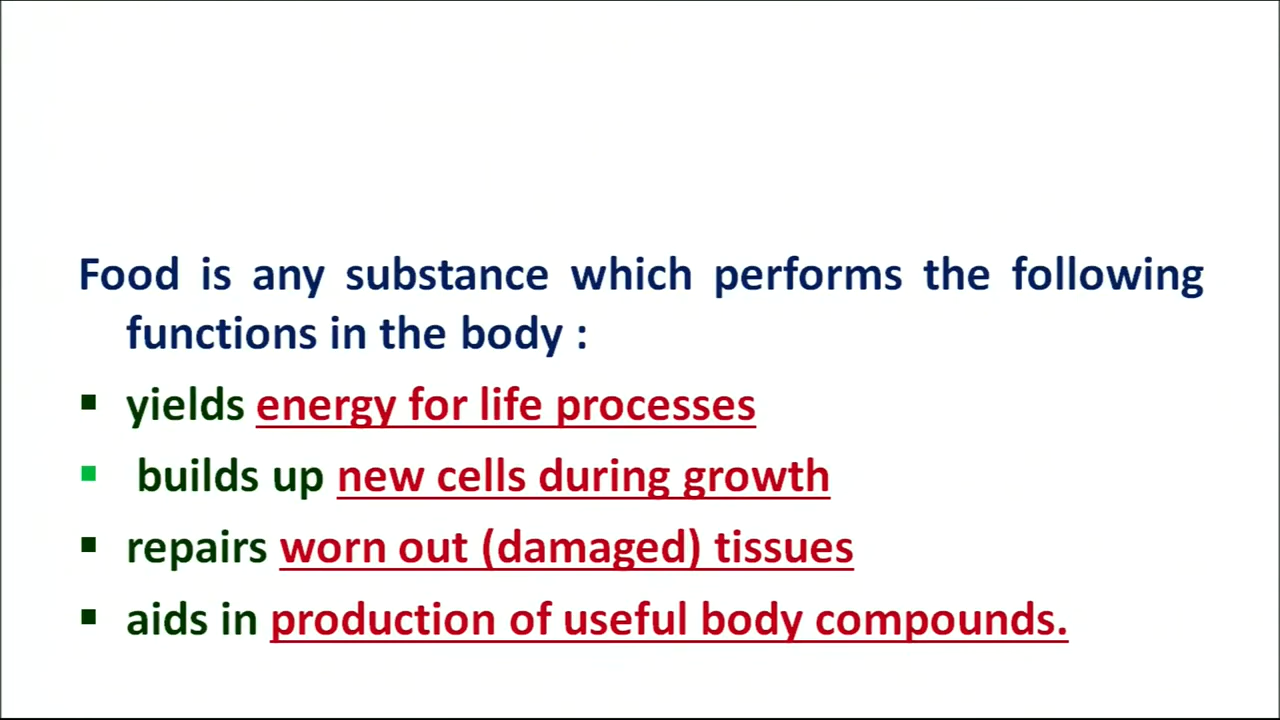 Food is any substance which performs the following
functions in the body :
▪ yields energy for life processes
▪ builds up new cells during growth
▪ repairs worn out (damaged) tissues
▪ aids in production of useful body compounds.